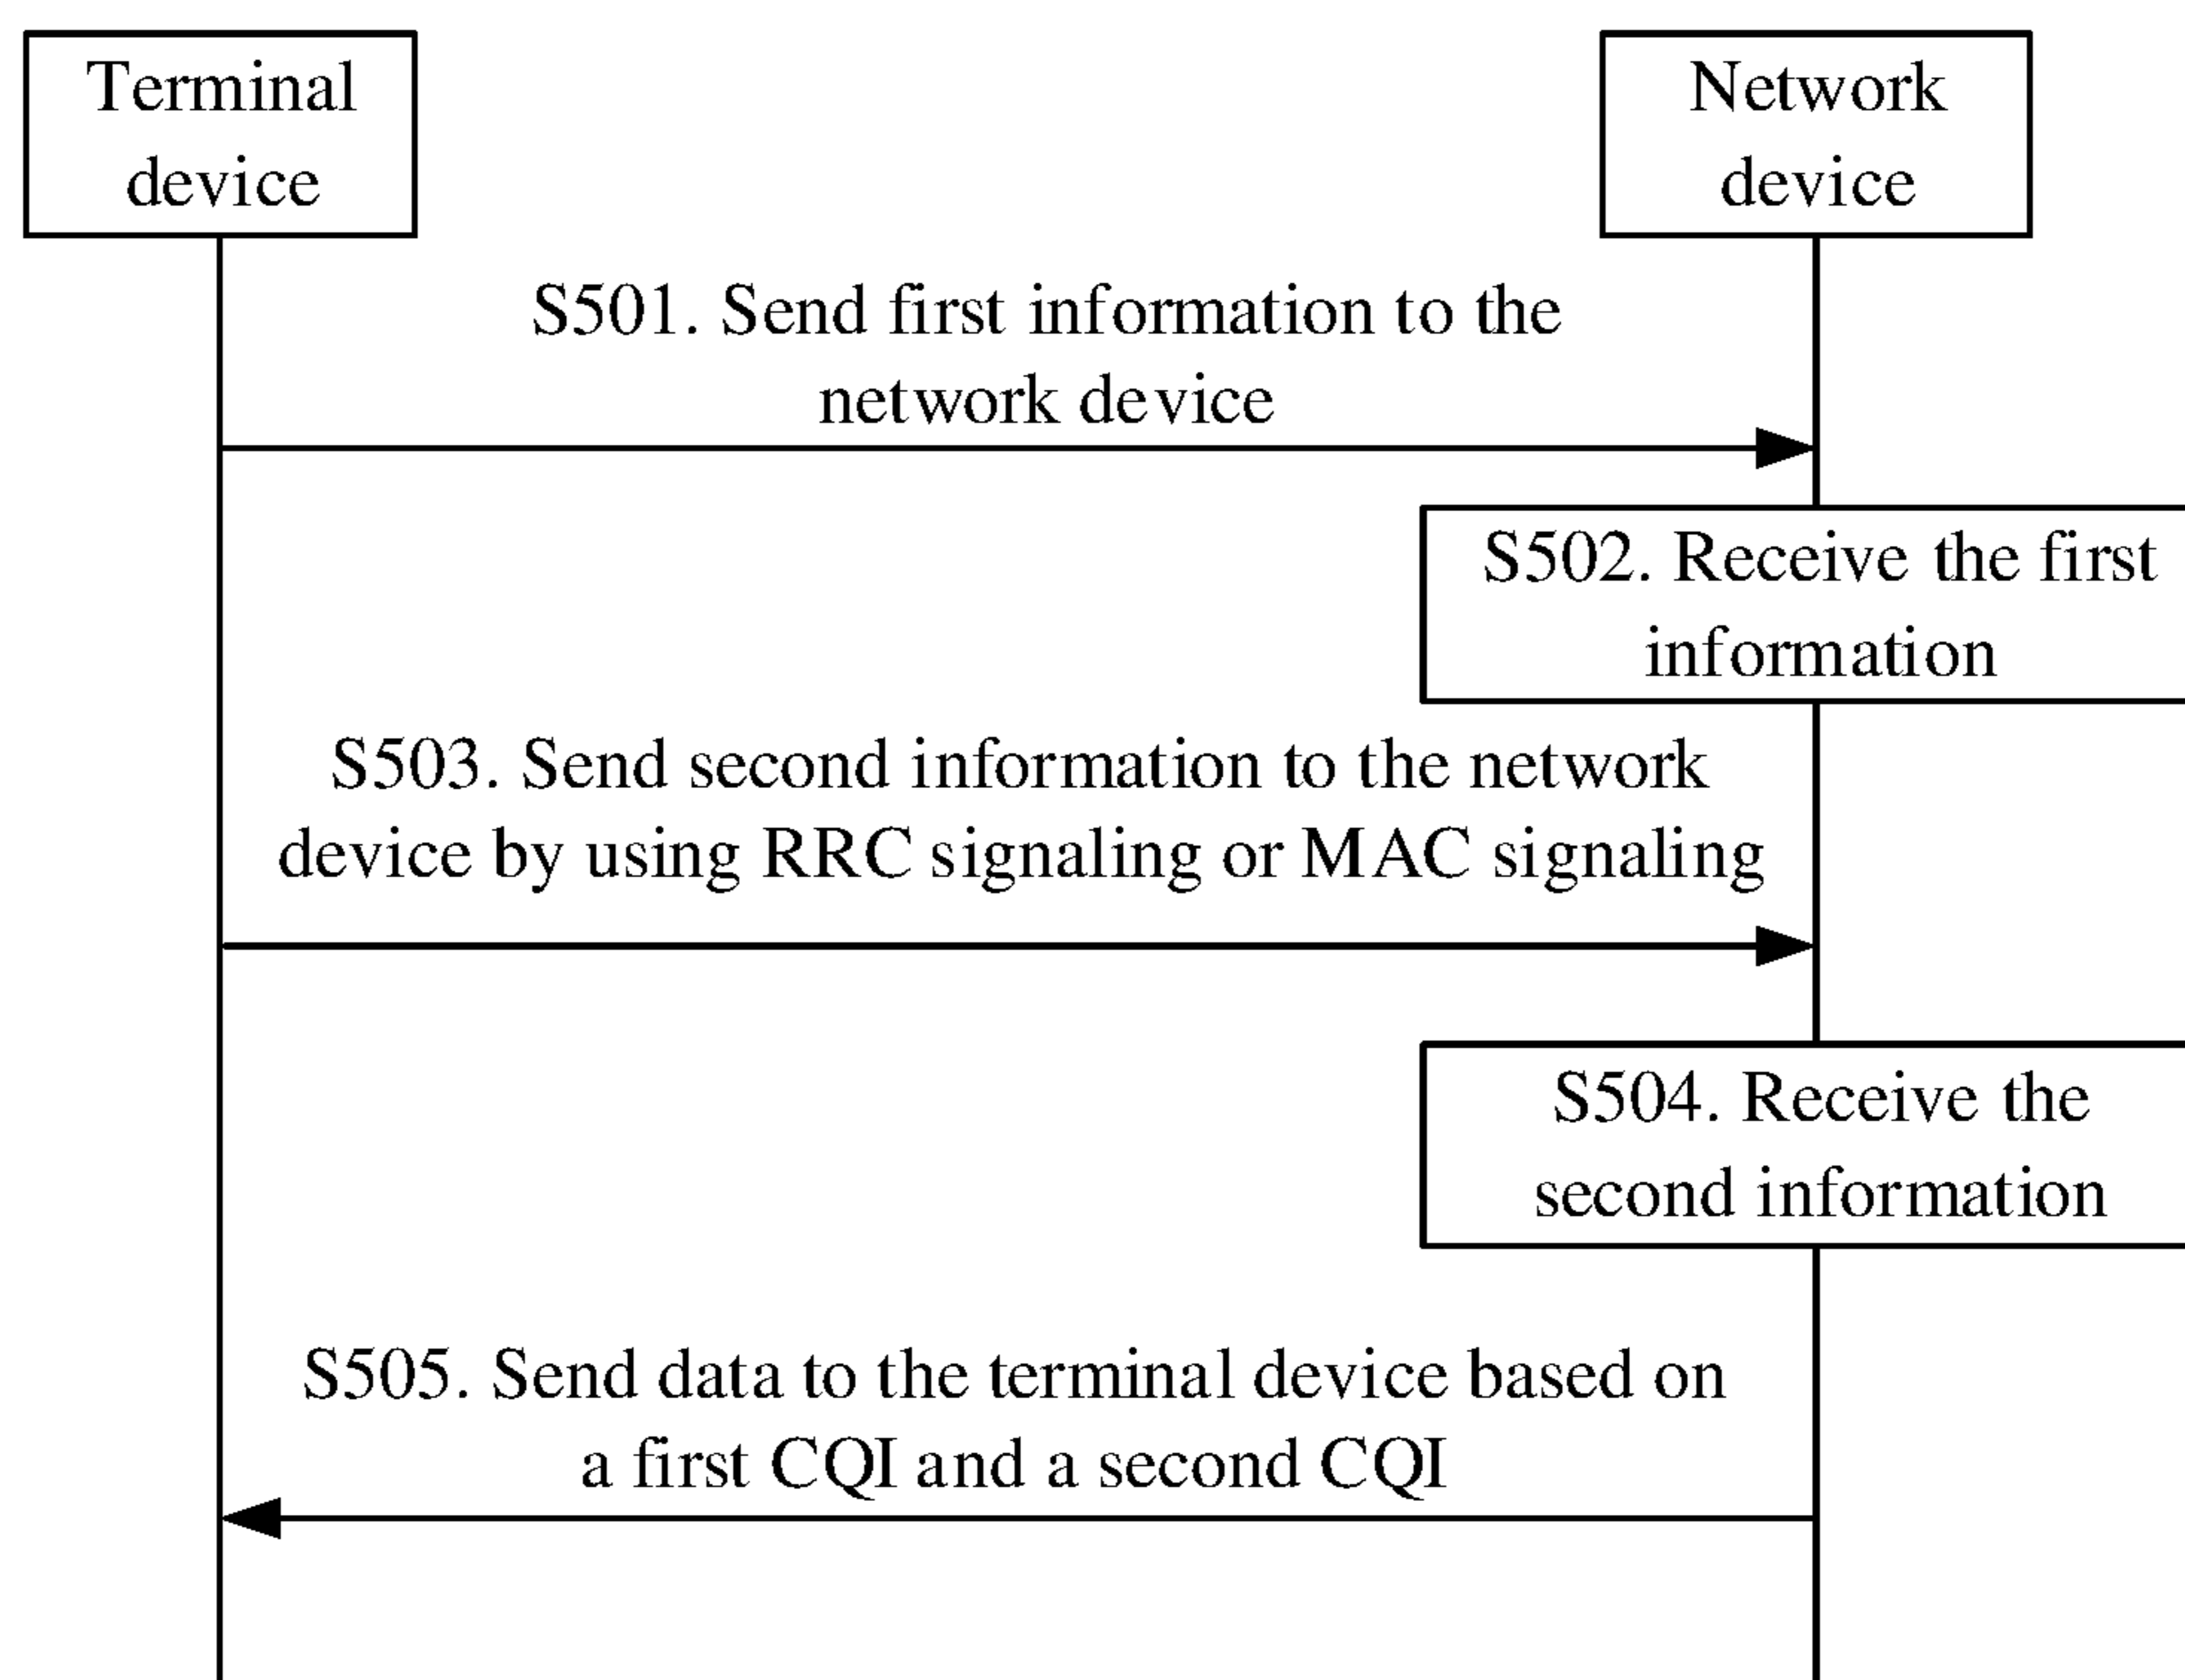 Terminal
device
Network
device
S501. Send first information to the
network device
S502. Receive the first
information
S503. Send second information to the network
device by using RRC signaling or MAC signaling
S504. Receive the
second information
S505. Send data to the terminal device based on
a first CQI and a second CQI